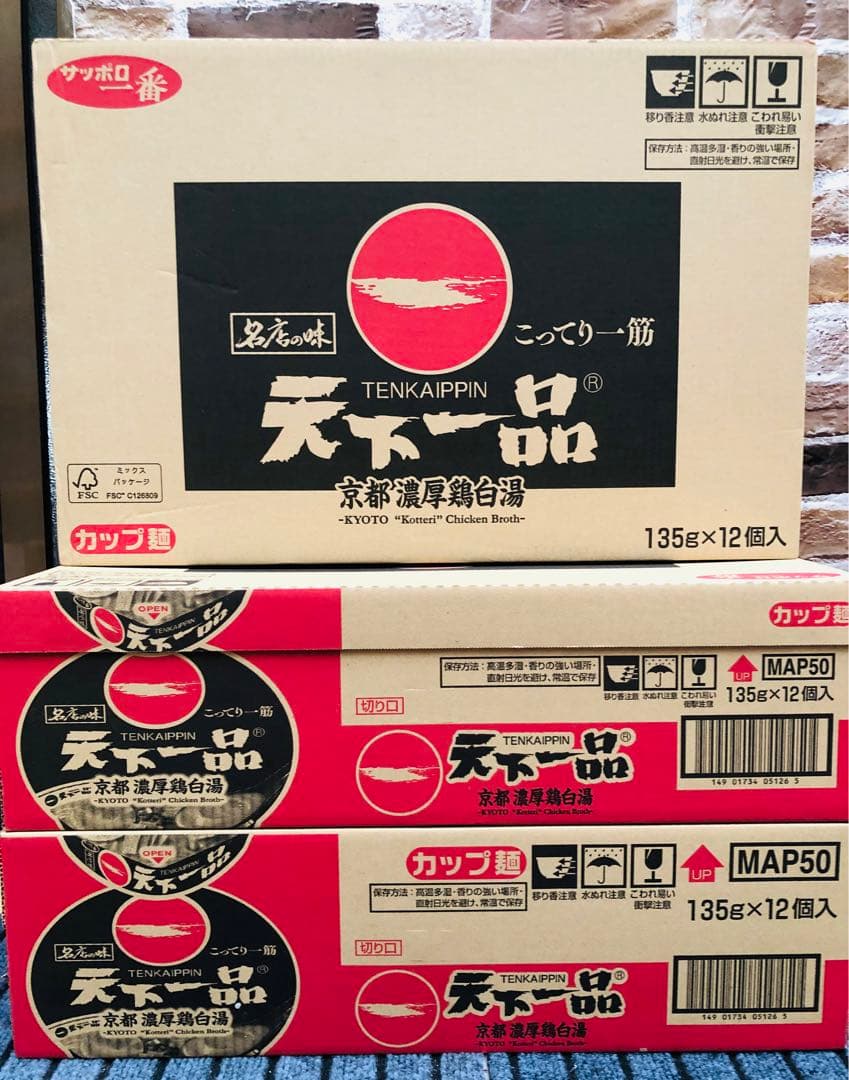 サッポロ
一番
移り香注意 水ぬれ注意 こわれ易い
衝撃注意
保存方法：高温多湿・香りの強い場所・
直射日光を避け、常温で保存
名店の味
こってり一筋
TENKAIPPIN
天下一品®
京都 濃厚鶏白湯
-KYOTO “Kotteri” Chicken Broth-
FSC
ミックス
パッケージ
FSC® C126809
カップ麺
135g×12個入
OPEN
TENKAIPPIN
天下一品
カップ麺
保存方法：高温多湿・香りの強い場所・
直射日光を避け、常温で保存
移り香注意 水ぬれ注意 こわれ易い
衝撃注意
UP
MAP50
135g×12個入
切り口
名店の味
こってり一筋
TENKAIPPIN
天下一品®
京都 濃厚鶏白湯
-KYOTO “Kotteri” Chicken Broth-
TENKAIPPIN
天下一品®
京都 濃厚鶏白湯
-KYOTO “Kotteri” Chicken Broth-
149 01734 05126 5
OPEN
TENKAIPPIN
天下一品
カップ麺
移り香注意 水ぬれ注意 こわれ易い
衝撃注意
保存方法：高温多湿・香りの強い場所・
直射日光を避け、常温で保存
UP
MAP50
135g×12個入
切り口
名店の味
こってり一筋
TENKAIPPIN
天下一品®
京都 濃厚鶏白湯
-KYOTO “Kotteri” Chicken Broth-
TENKAIPPIN
天下一品®
京都 濃厚鶏白湯
-KYOTO “Kotteri” Chicken Broth-
149 01734 05126 5